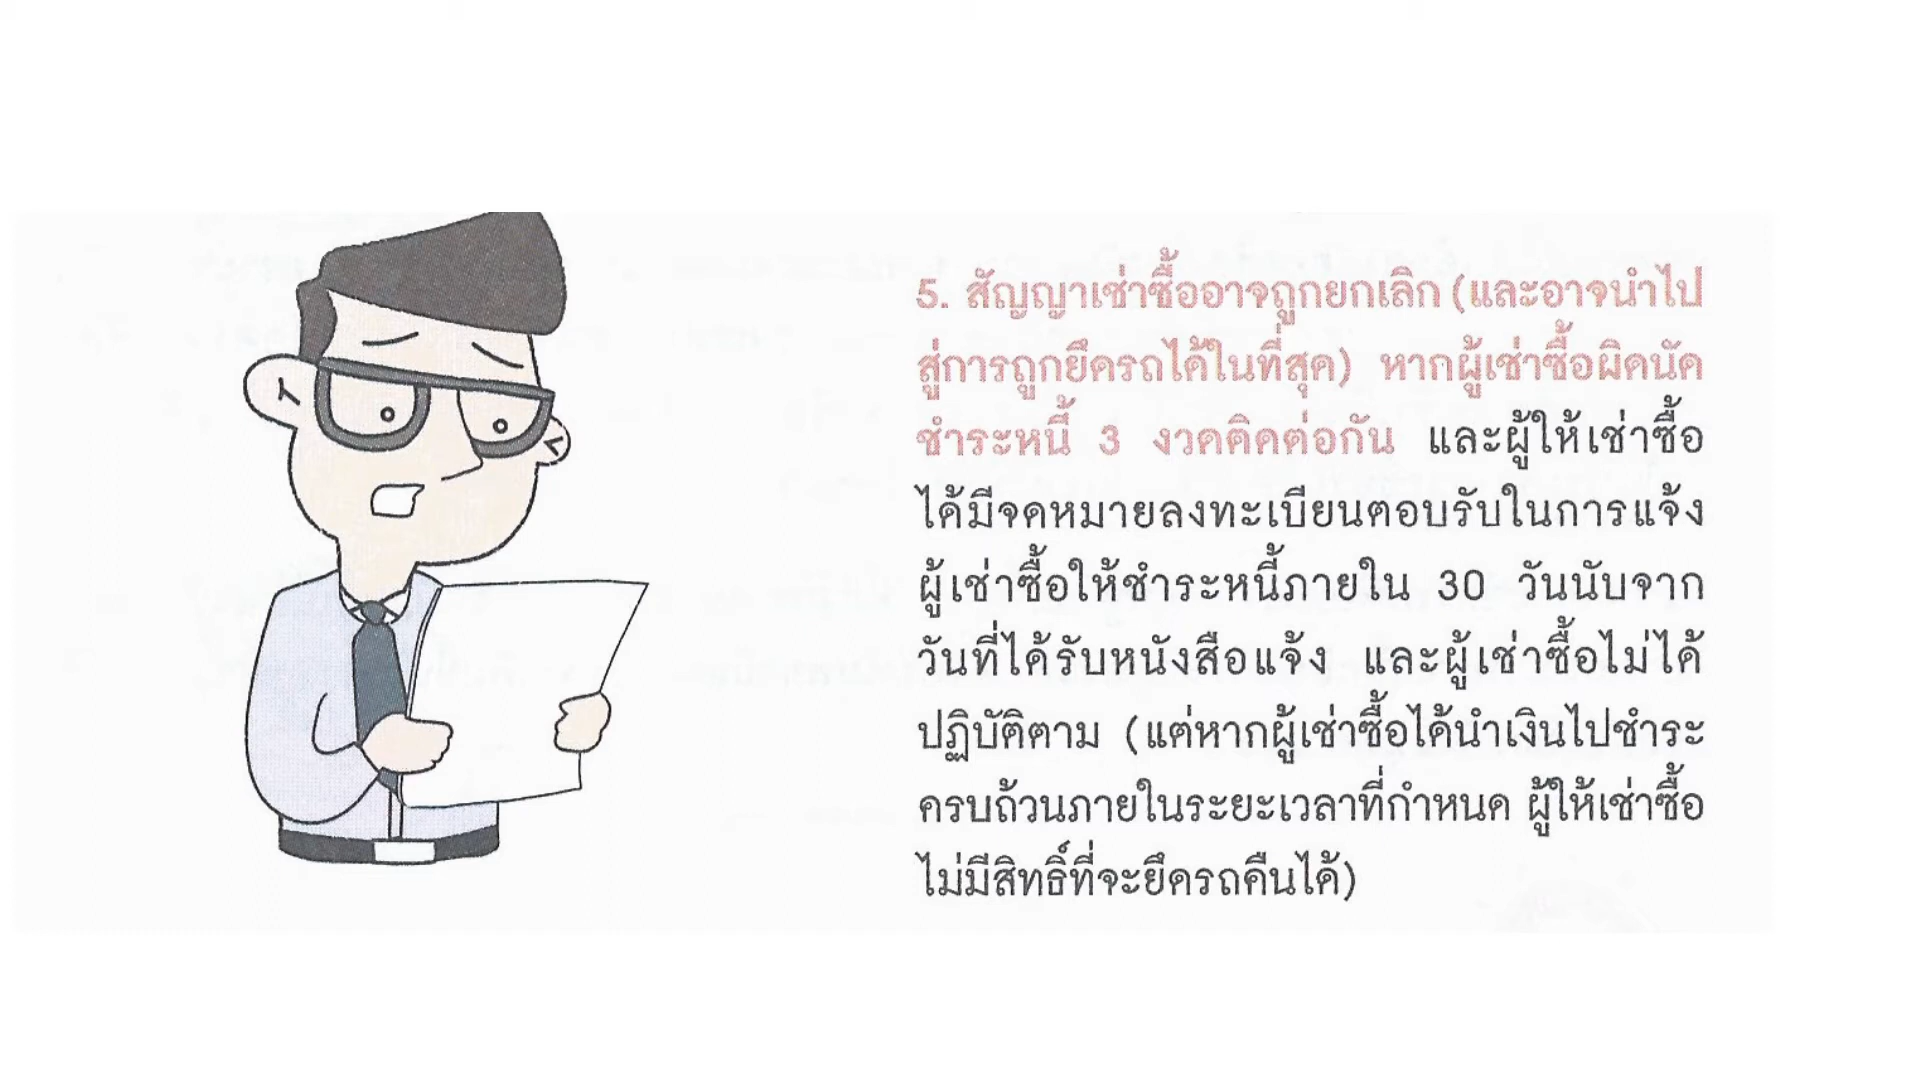 5. สัญญาเช่าซื้ออาจถูกยกเลิก (และอาจนำไป
สู่การถูกยึดรถได้ในที่สุด) หากผู้เช่าซื้อผิดนัด
ชำระหนี้ 3 งวดติดต่อกัน และผู้ให้เช่าซื้อ
ได้มีจดหมายลงทะเบียนตอบรับในการแจ้ง
ผู้เช่าซื้อให้ชำระหนี้ภายใน 30 วันนับจาก
วันที่ได้รับหนังสือแจ้ง และผู้เช่าซื้อไม่ได้
ปฏิบัติตาม (แต่หากผู้เช่าซื้อได้นำเงินไปชำระ
ครบถ้วนภายในระยะเวลาที่กำหนด ผู้ให้เช่าซื้อ
ไม่มีสิทธิ์ที่จะยึดรถคืนได้)